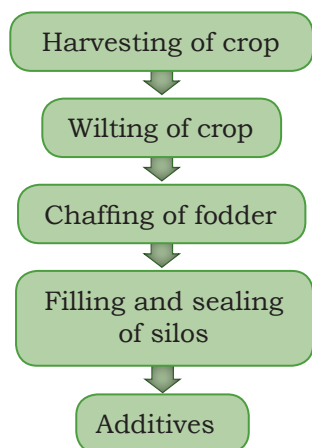 Harvesting of crop
Wilting of crop
Chaffing of fodder
Filling and sealing
of silos
Additives